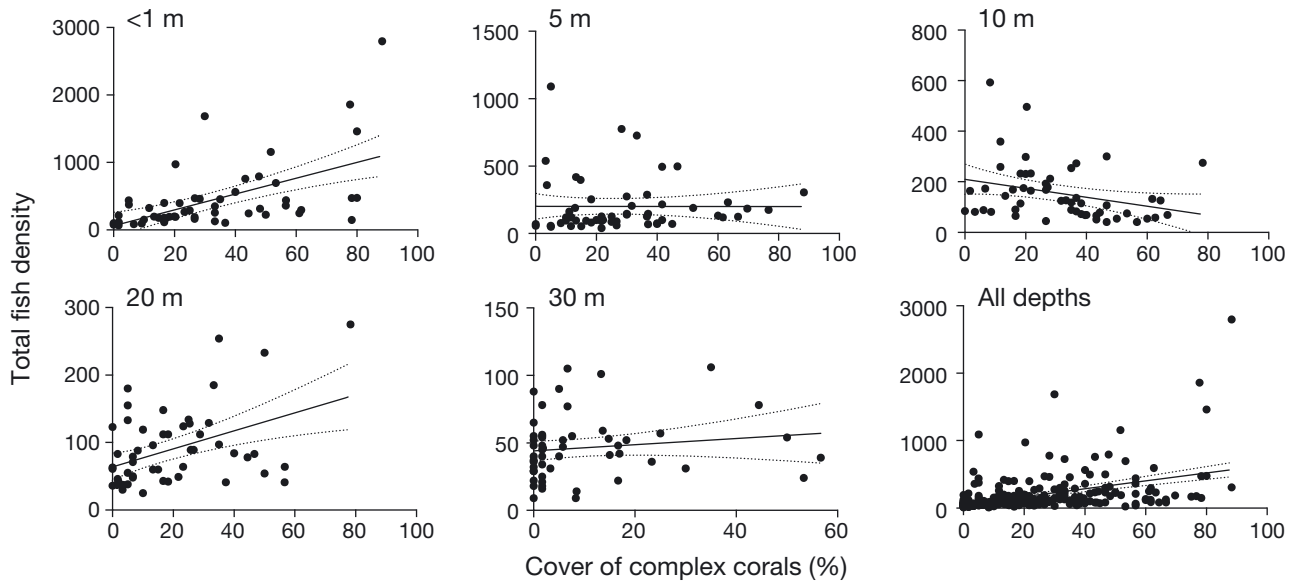 Total fish density
<1 m
3000
2000
1000
0
0 20 40 60 80 100
5 m
1500
1000
500
0
0 20 40 60 80 100
10 m
800
600
400
200
0
0 20 40 60 80 100
20 m
300
200
100
0
0 20 40 60 80 100
30 m
150
100
50
0
0 20 40 60
All depths
3000
2000
1000
0
0 20 40 60 80 100
Cover of complex corals (%)